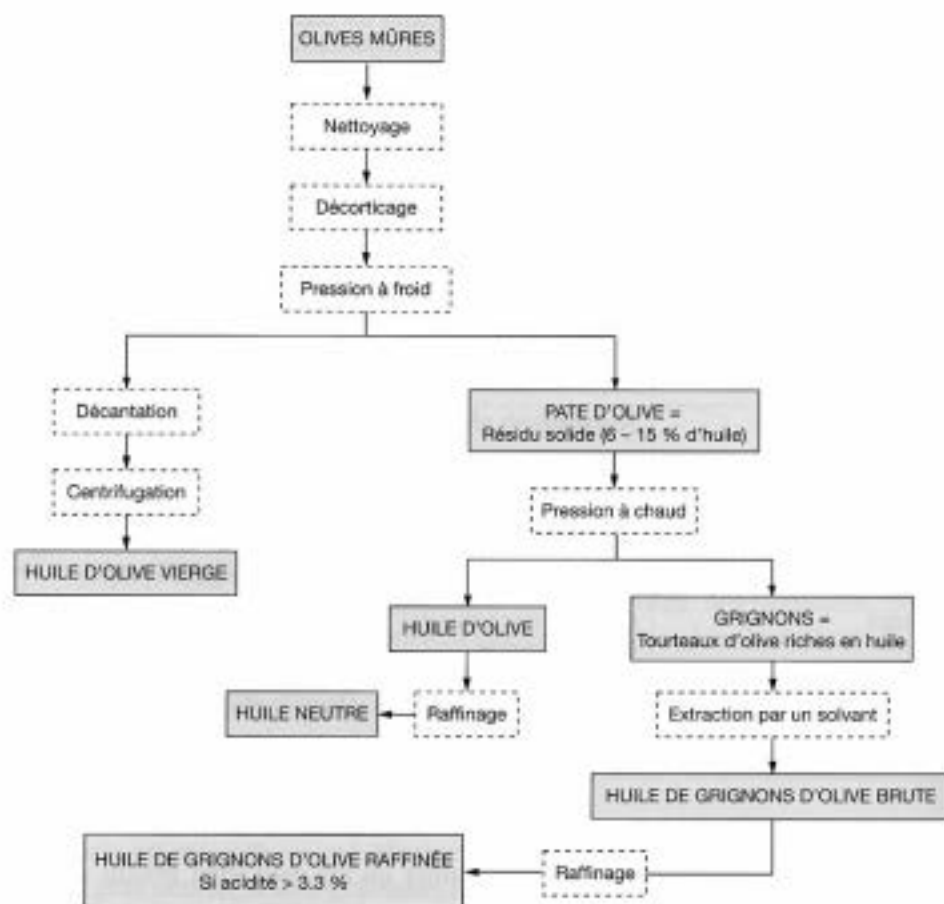 OLIVES MÛRES
Nettoyage
Décorticage
Pression à froid
Décantation
Centrifugation
HUILE D'OLIVE VIERGE
PATE D'OLIVE =
Résidu solide (6 – 15 % d'huile)
Pression à chaud
HUILE D'OLIVE
Raffinage
HUILE NEUTRE
GRIGNONS =
Tourteaux d'olive riches en huile
Extraction par un solvant
HUILE DE GRIGNONS D'OLIVE BRUTE
Raffinage
HUILE DE GRIGNONS D'OLIVE RAFFINÉE
Si acidité > 3.3 %